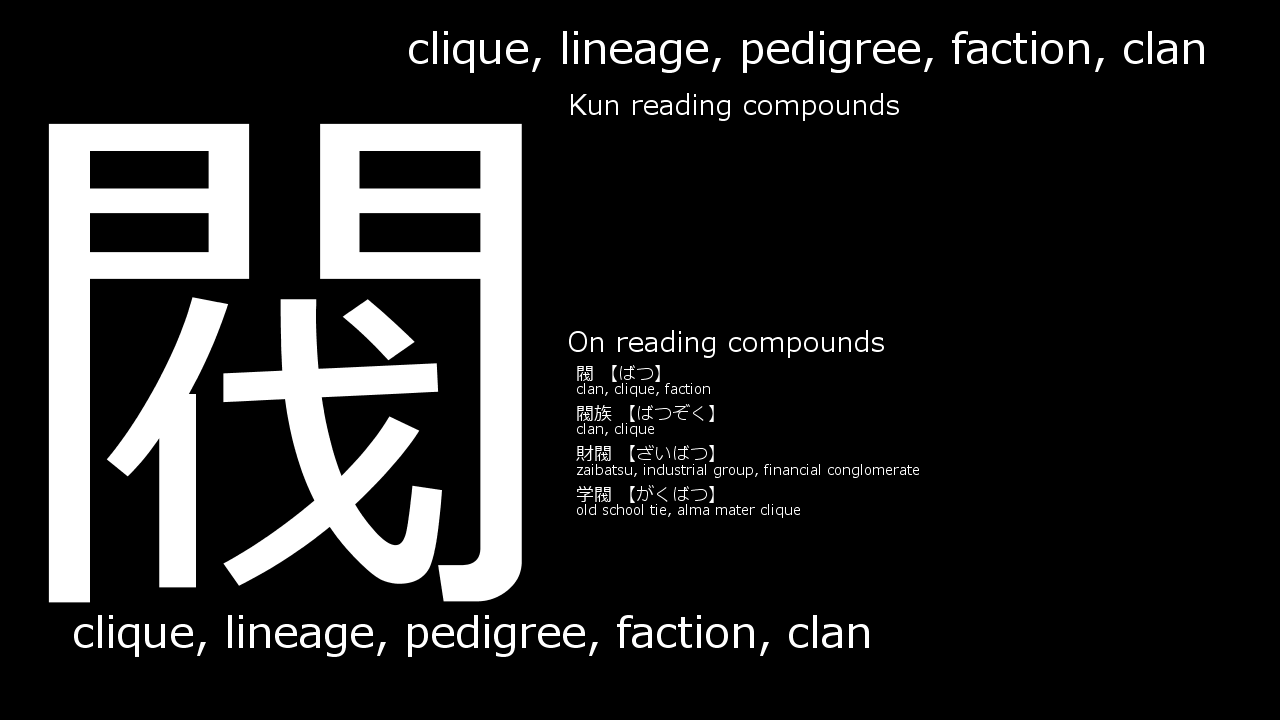 clique, lineage, pedigree, faction, clan
Kun reading compounds
閥
On reading compounds
閥 【ばつ】
clan, clique, faction
閥族 【ばつぞく】
clan, clique
財閥 【ざいばつ】
zaibatsu, industrial group, financial conglomerate
学閥 【がくばつ】
old school tie, alma mater clique
clique, lineage, pedigree, faction, clan